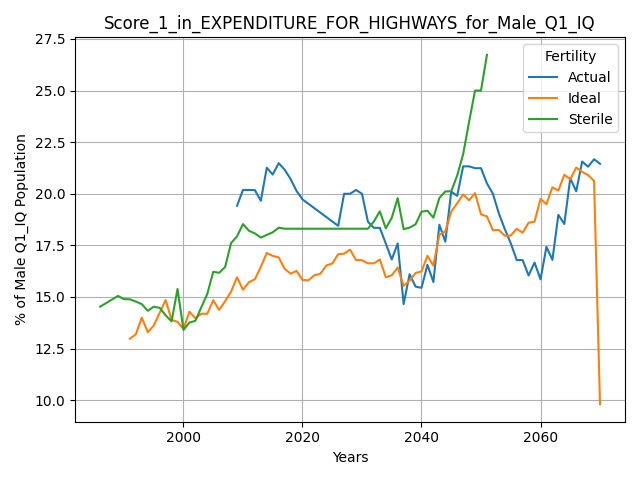 Score_1_in_EXPENDITURE_FOR_HIGHWAYS_for_Male_Q1_IQ
27.5
25.0
22.5
20.0
17.5
15.0
12.5
10.0
% of Male Q1_IQ Population
Fertility
Actual
Ideal
Sterile
2000
2020
2040
2060
Years